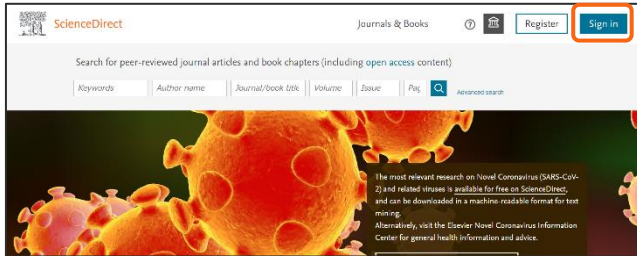 ScienceDirect
Journals & Books
?
Register
Sign in
Search for peer-reviewed journal articles and book chapters (including open access content)
Keywords
Author name
Journal/book title
Volume
Issue
Pag
Advanced search
The most relevant research on Novel Coronavirus (SARS-CoV-
2) and related viruses is available for free on ScienceDirect,
and can be downloaded in a machine-readable format for text
mining.
Alternatively, visit the Elsevier Novel Coronavirus Information
Center for general health information and advice.